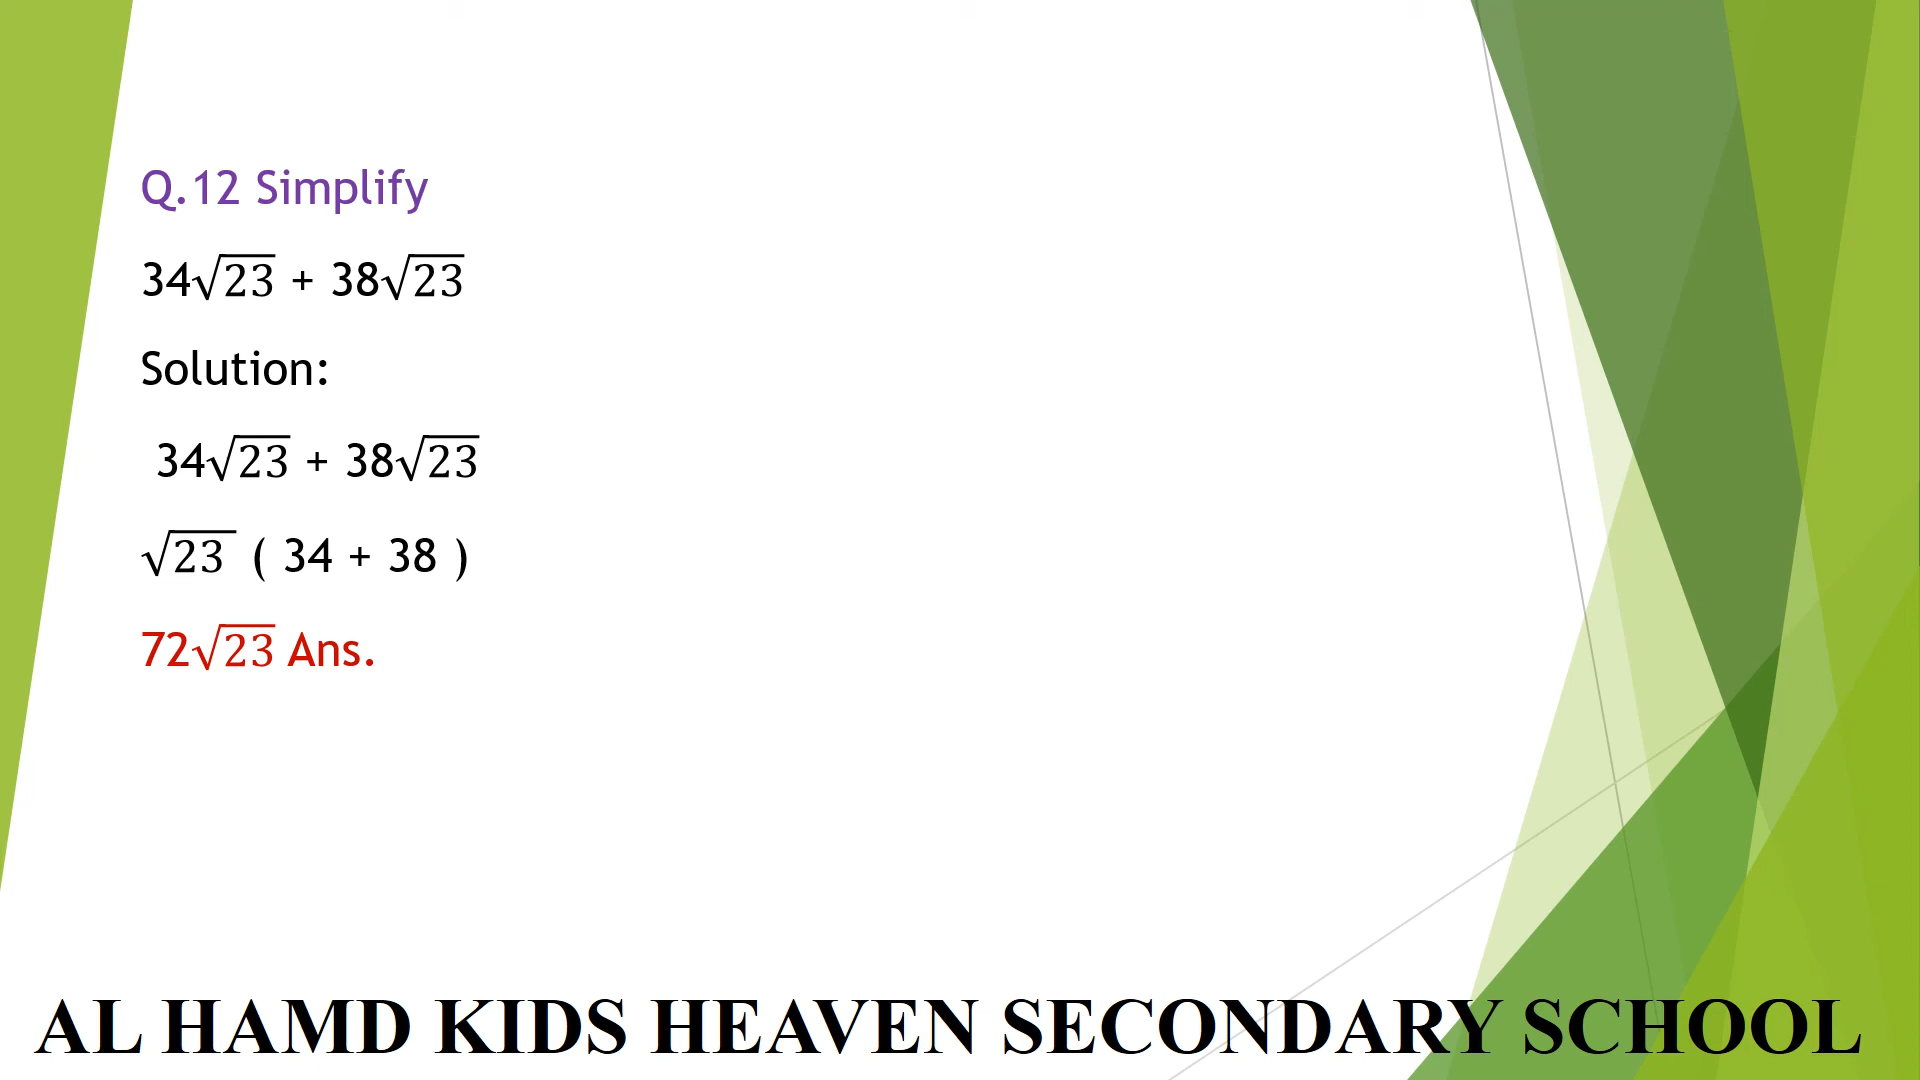 Q.12 Simplify
34√23 + 38√23
Solution:
34√23 + 38√23
√23 ( 34 + 38 )
72√23 Ans.
AL HAMD KIDS HEAVEN SECONDARY SCHOOL